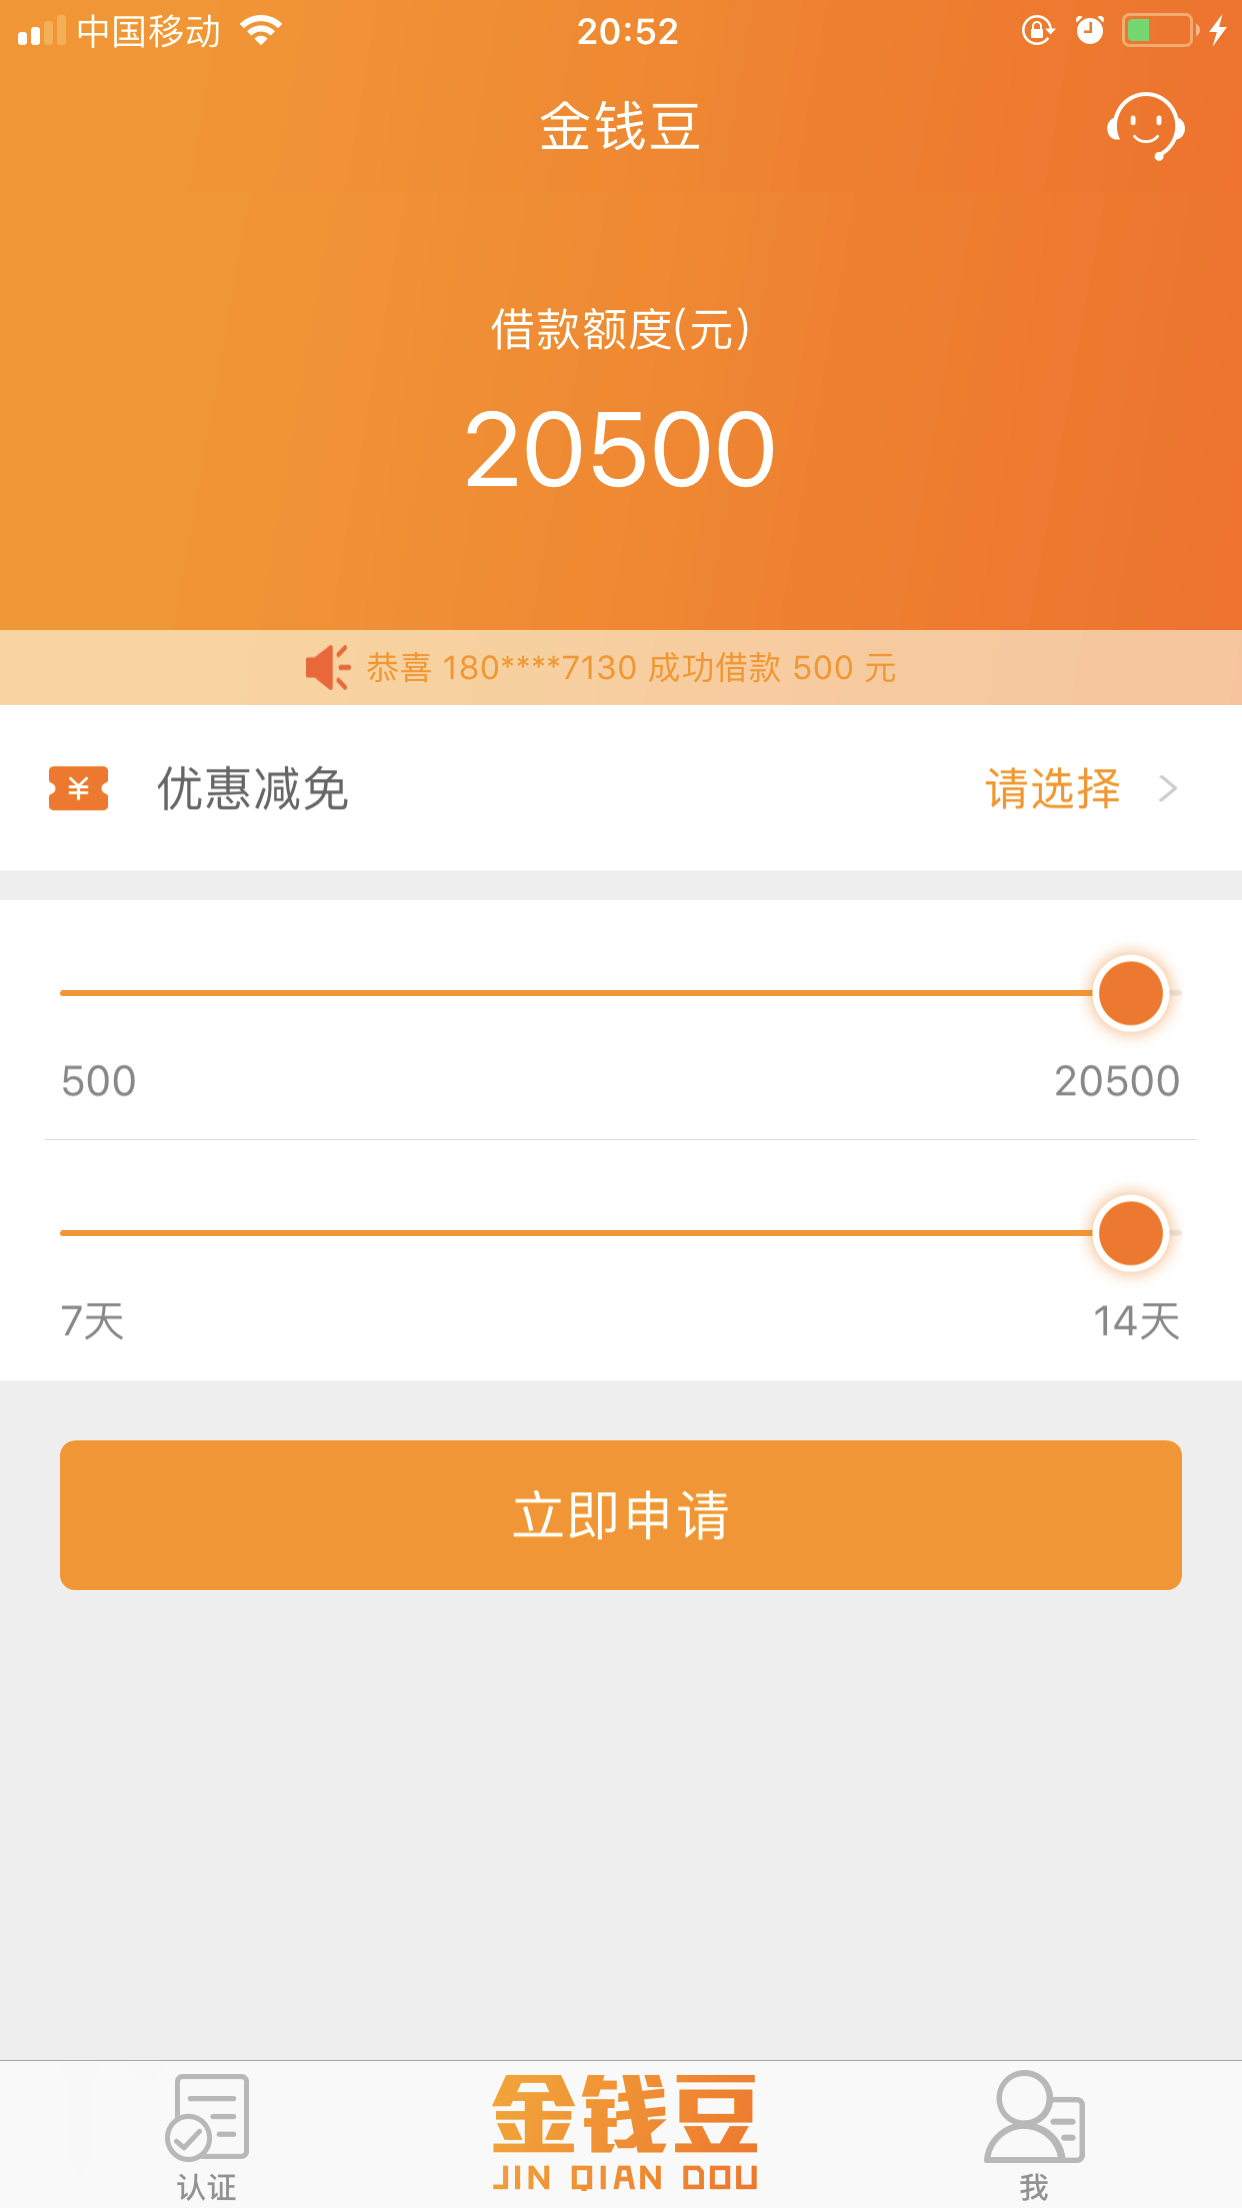 中国移动 20:52
金钱豆
借款额度(元)
20500
恭喜 180****7130 成功借款 500 元
¥ 优惠减免 请选择
500 20500
7天 14天
立即申请
金钱豆
JIN QIAN DOU
认证 我